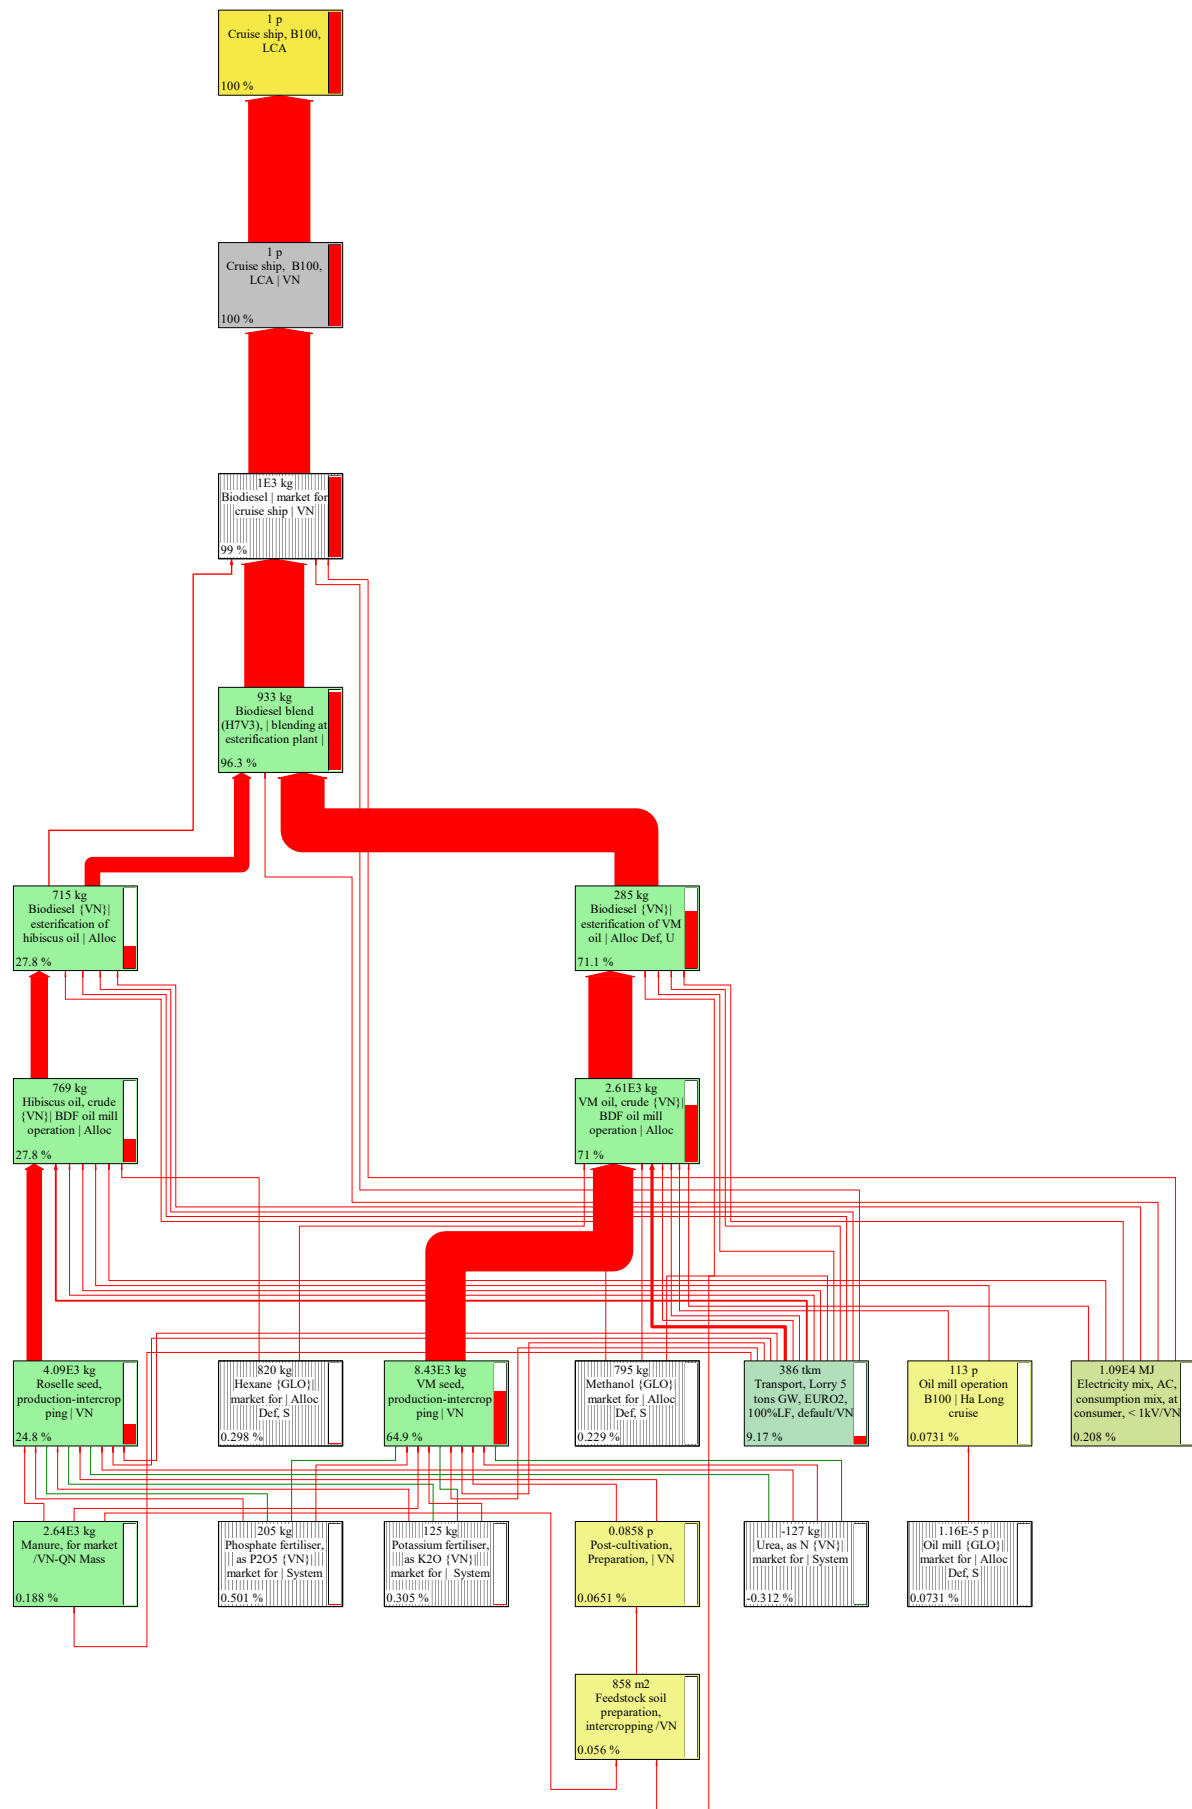 1 p
Cruise ship, B100,
LCA
100 %
1 p
Cruise ship,  B100,
LCA | VN
100 %
1E3 kg
Biodiesel | market for
cruise ship | VN
99 %
933 kg
Biodiesel blend
(H7V3), | blending at
esterification plant |
96.3 %
715 kg
Biodiesel {VN}|
esterification of
hibiscus oil | Alloc
27.8 %
285 kg
Biodiesel {VN}|
esterification of VM
oil | Alloc Def, U
71.1 %
769 kg
Hibiscus oil, crude
{VN}| BDF oil mill
operation | Alloc
27.8 %
2.61E3 kg
VM oil, crude {VN}|
BDF oil mill
operation | Alloc
71 %
4.09E3 kg
Roselle seed,
production-intercrop
ping | VN
24.8 %
820 kg
Hexane {GLO}|
market for | Alloc
Def, S
0.298 %
8.43E3 kg
VM seed,
production-intercrop
ping | VN
64.9 %
795 kg
Methanol {GLO}|
market for | Alloc
Def, S
0.229 %
386 tkm
Transport, Lorry 5
tons GW, EURO2,
100%LF, default/VN
9.17 %
113 p
Oil mill operation
B100 | Ha Long
cruise
0.0731 %
1.09E4 MJ
Electricity mix, AC,
consumption mix, at
consumer, < 1kV/VN
0.208 %
2.64E3 kg
Manure, for market
/VN-QN Mass
0.188 %
205 kg
Phosphate fertiliser,
as P2O5 {VN}|
market for | System
0.501 %
125 kg
Potassium fertiliser,
as K2O {VN}|
market for |  System
0.305 %
0.0858 p
Post-cultivation,
Preparation, | VN
0.0651 %
-127 kg
Urea, as N {VN}|
market for | System
-0.312 %
1.16E-5 p
Oil mill {GLO}|
market for | Alloc
Def, S
0.0731 %
858 m2
Feedstock soil
preparation,
intercropping /VN
0.056 %